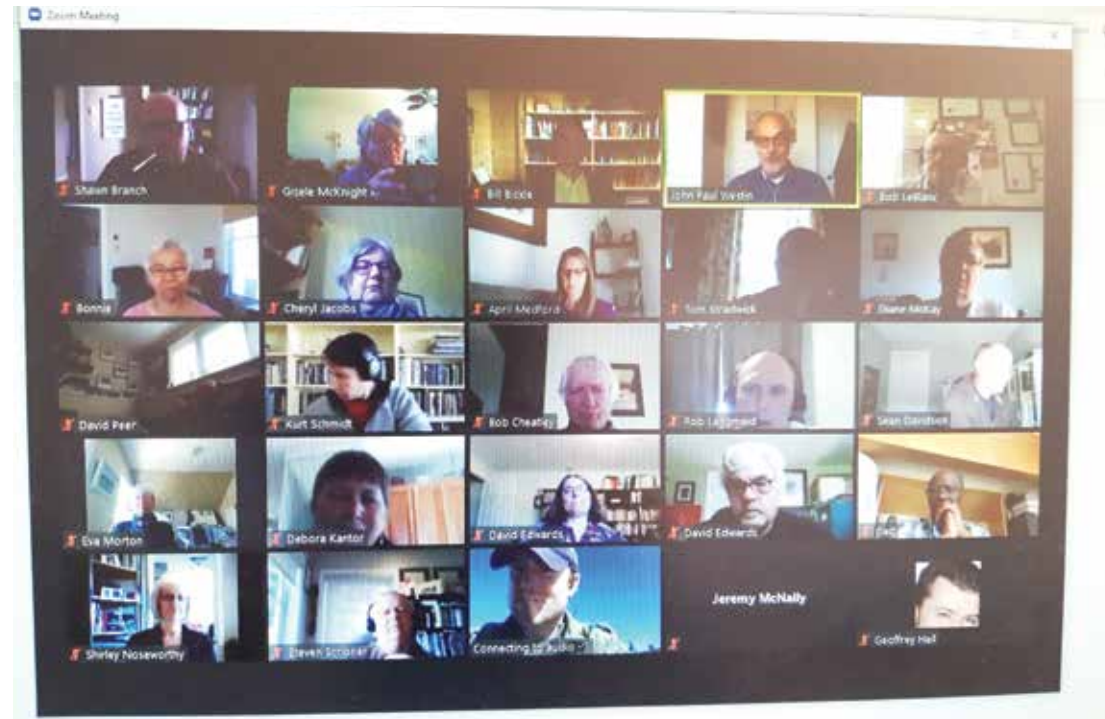 Zoom Meeting
Shawn Branch
Gisele McKnight
Bill Bickle
John Paul Westin
Bob LeBlanc
Bonnie
Cheryl Jacobs
April Medford
Tom Stradwick
Diane McKay
David Peer
Kurt Schmidt
Bob Cheatley
Rob
Sean Davidson
Eva Morton
Debora Kantor
David Edwards
David Edwards
Shirley Noseworthy
Steven Scribner
Connecting to audio
Jeremy McNally
Geoffrey Hall